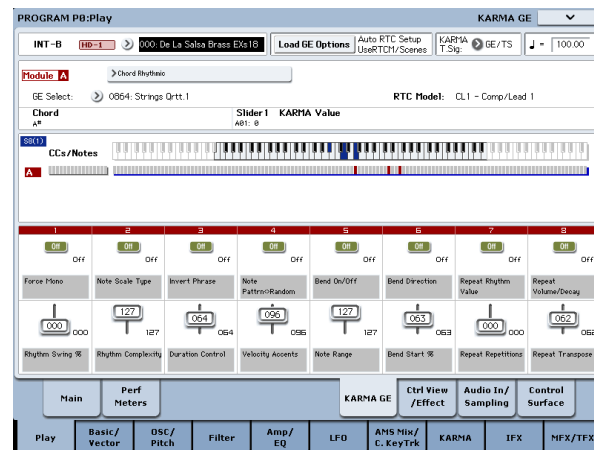 PROGRAM P0:Play KARMA GE
INT-B HD-1 000: De La Salsa Brass EXs18 Load GE Options Auto RTC Setup KARMA GE/TS ♩= 100.00
UseRTCM/Scenes T.Sig:
Module A >Chord Rhythmic
GE Select: 0864: Strings Qrtt.1 RTC Model: CL1 - Comp/Lead 1
Chord Slider1 KARMA Value
A# A01: 0
S8(1)
CCs/Notes
A
1 2 3 4 5 6 7 8
Off Off Off Off Off Off Off Off
Off Off Off Off Off Off Off Off
Force Mono Note Scale Type Invert Phrase Note Bend On/Off Bend Direction Repeat Rhythm Repeat
Pattrn<>Random Value Volume/Decay
000 127 064 096 127 063 000 062
000 127 064 096 127 063 000 062
Rhythm Swing % Rhythm Complexity Duration Control Velocity Accents Note Range Bend Start % Repeat Repetitions Repeat Transpose
Main Perf KARMA GE Ctrl View Audio In/ Control
Meters /Effect Sampling Surface
Play Basic/ OSC/ Filter Amp/ LFO AMS Mix/ KARMA IFX MFX/TFX
Vector Pitch EQ C.KeyTrk